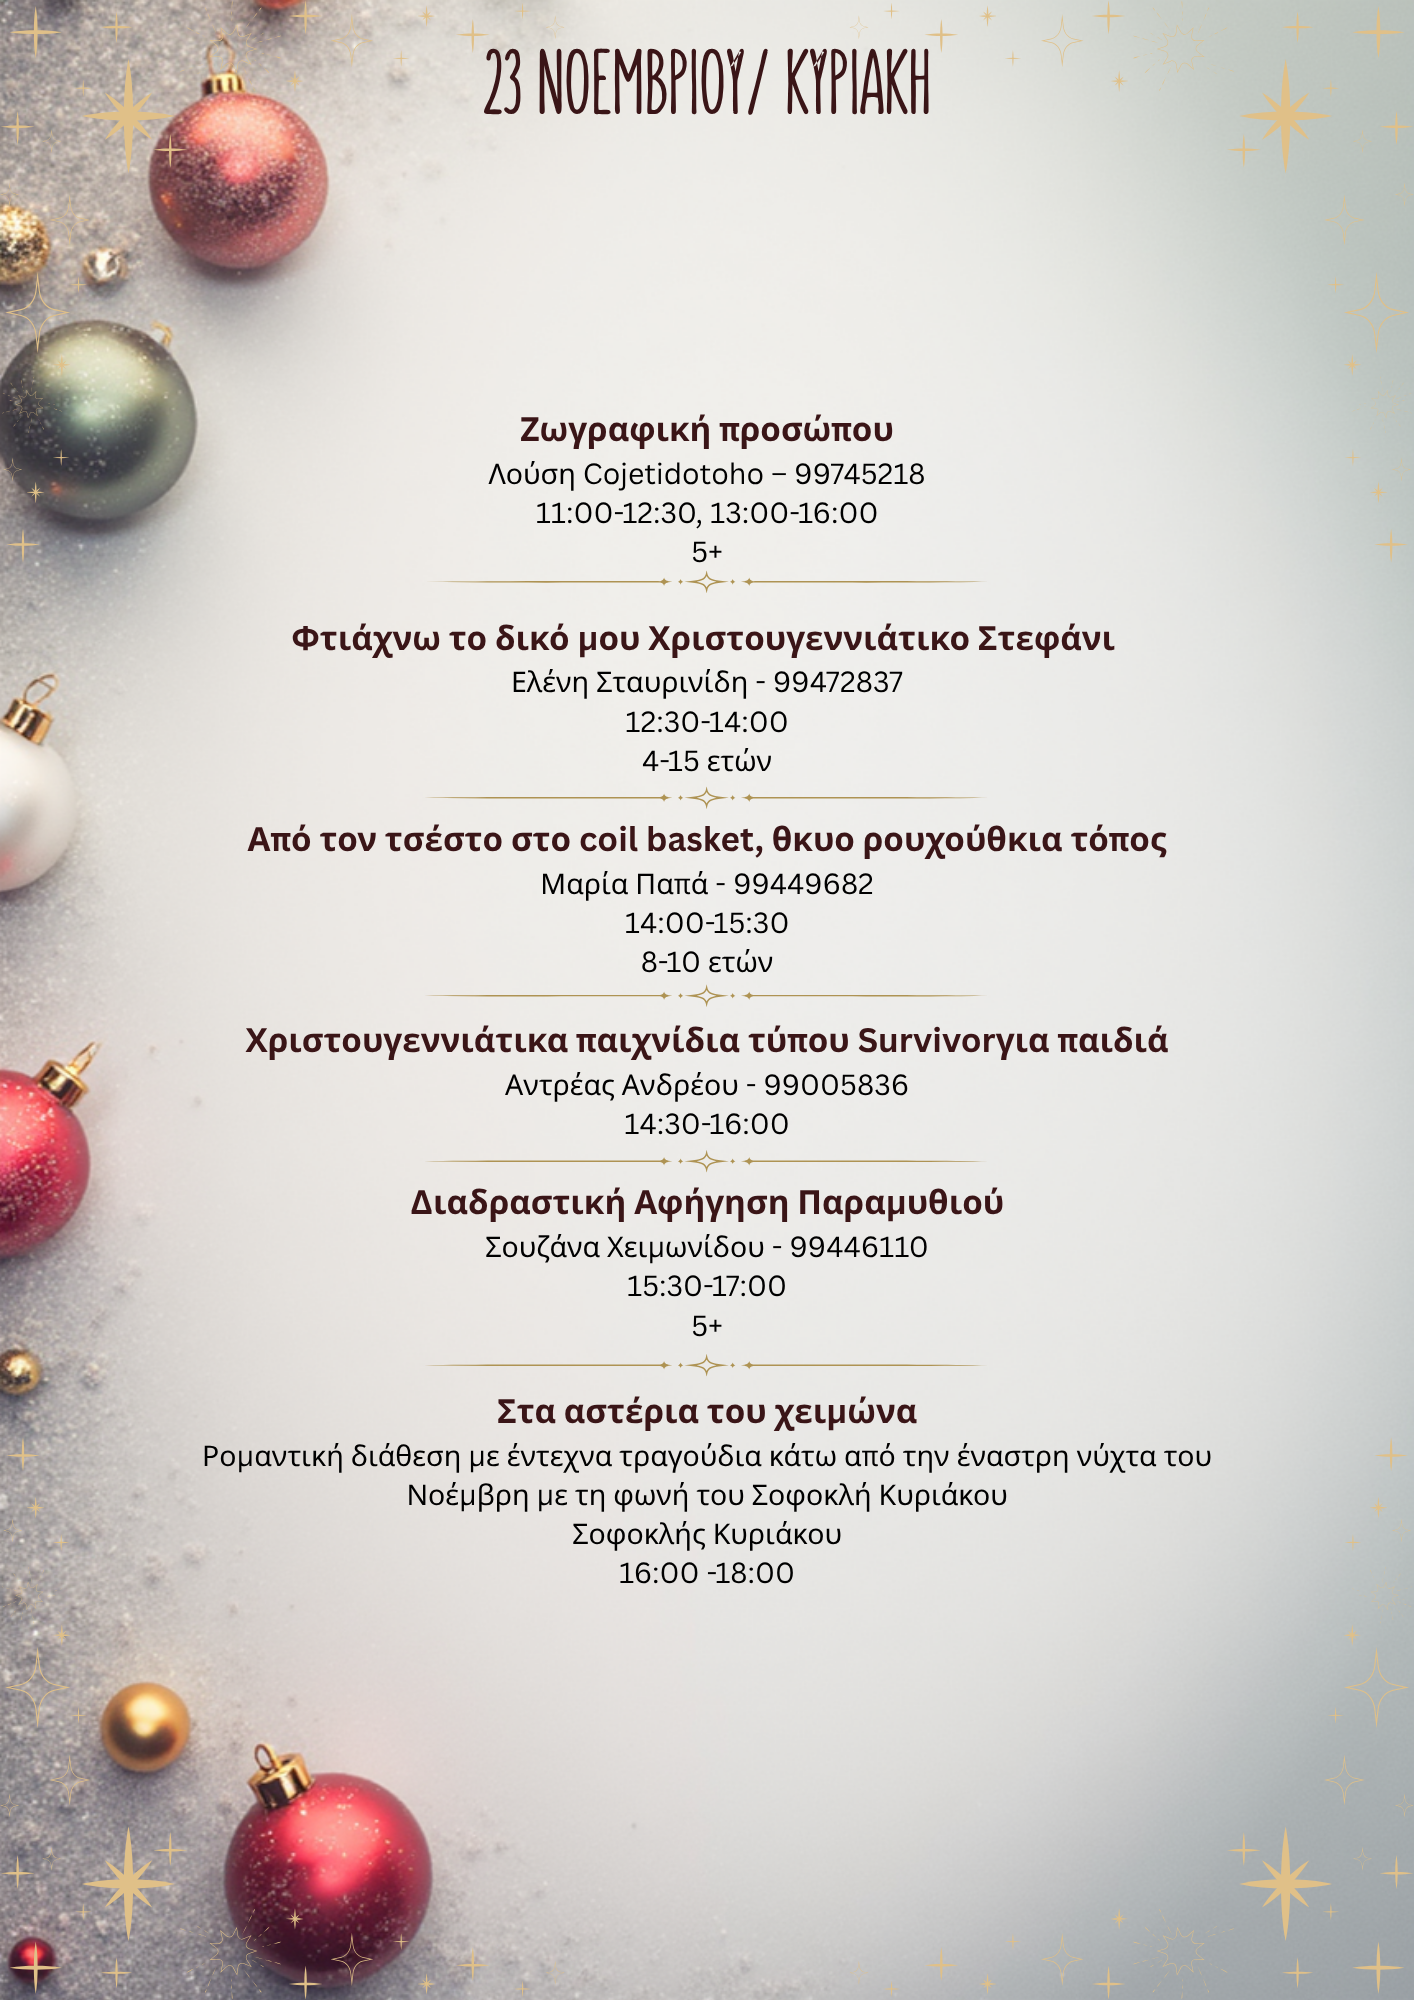 23 ΝΟΕΜΒΡΙΟΥ/ ΚΥΡΙΑΚΗ
Ζωγραφική προσώπου
Λούση Cojetidotoho – 99745218
11:00-12:30, 13:00-16:00
5+
Φτιάχνω το δικό μου Χριστουγεννιάτικο Στεφάνι
Ελένη Σταυρινίδη - 99472837
12:30-14:00
4-15 ετών
Από τον τσέστο στο coil basket, θκυο ρουχούθκια τόπος
Μαρία Παπά - 99449682
14:00-15:30
8-10 ετών
Χριστουγεννιάτικα παιχνίδια τύπου Survivorγια παιδιά
Αντρέας Ανδρέου - 99005836
14:30-16:00
Διαδραστική Αφήγηση Παραμυθιού
Σουζάνα Χειμωνίδου - 99446110
15:30-17:00
5+
Στα αστέρια του χειμώνα
Ρομαντική διάθεση με έντεχνα τραγούδια κάτω από την έναστρη νύχτα του
Νοέμβρη με τη φωνή του Σοφοκλή Κυριάκου
Σοφοκλής Κυριάκου
16:00 -18:00